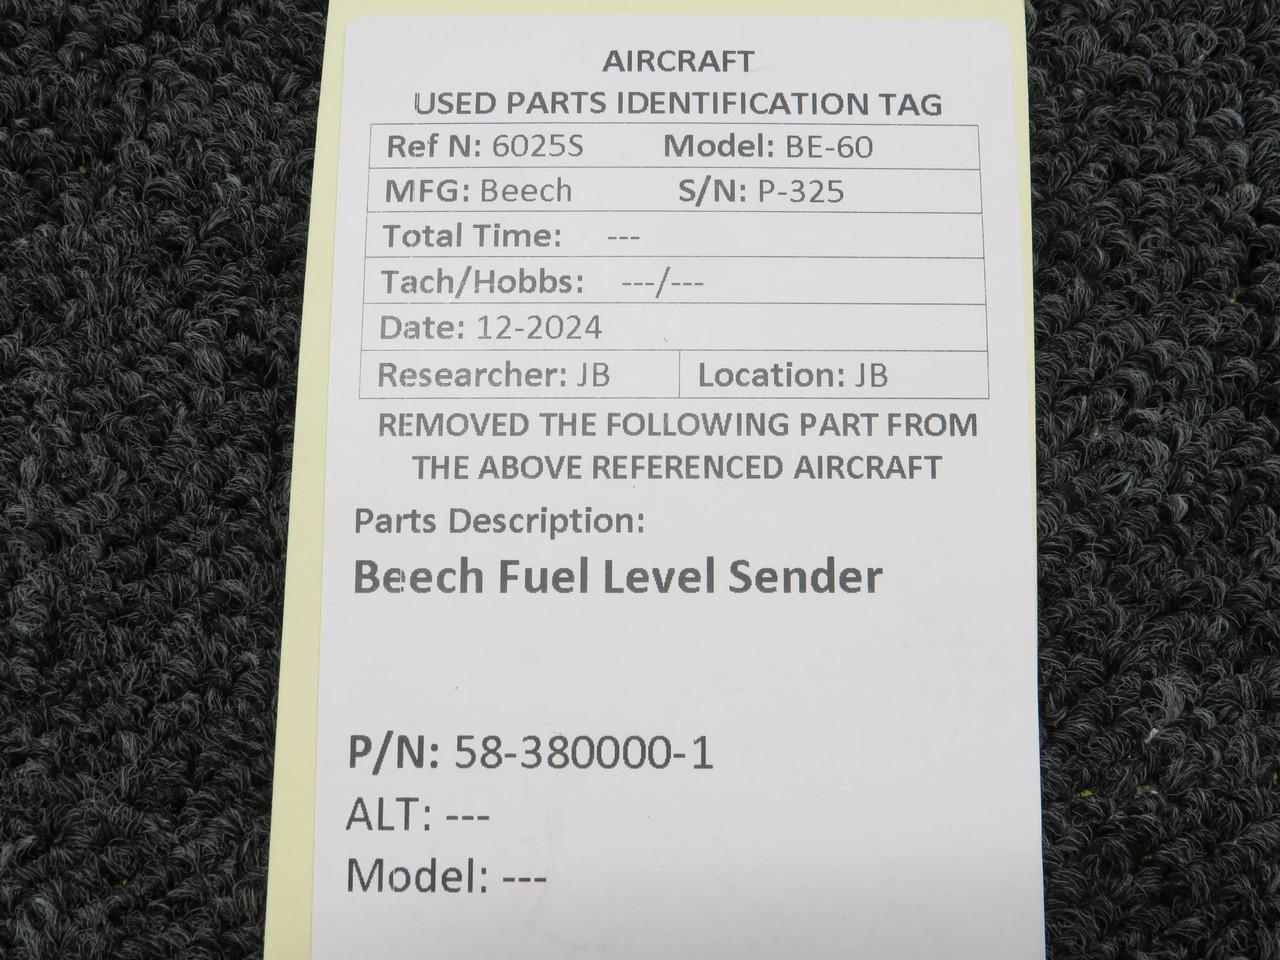 AIRCRAFT
USED PARTS IDENTIFICATION TAG
Ref N: 6025S Model: BE-60
MFG: Beech S/N: P-325
Total Time: ---
Tach/Hobbs: ---/---
Date: 12-2024
Researcher: JB Location: JB
REMOVED THE FOLLOWING PART FROM
THE ABOVE REFERENCED AIRCRAFT
Parts Description:
Beech Fuel Level Sender
P/N: 58-380000-1
ALT: ---
Model: ---